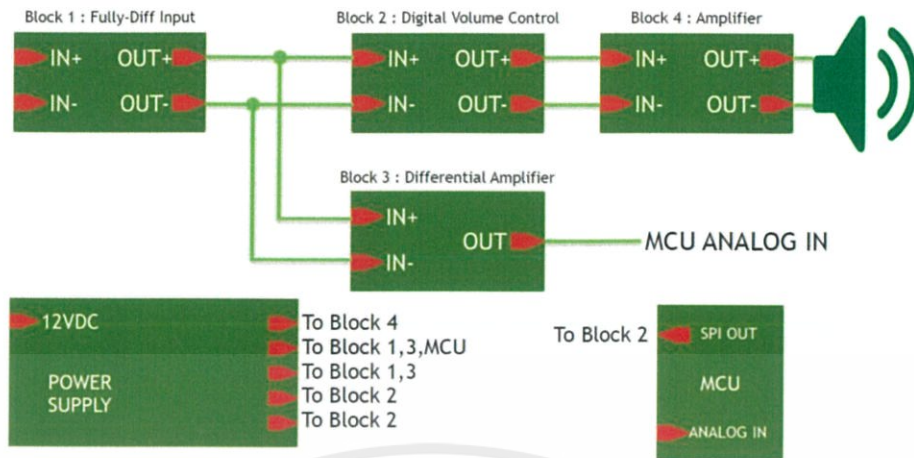 Block 1 : Fully-Diff Input
Block 2 : Digital Volume Control
Block 4 : Amplifier
IN+ OUT+
IN- OUT-
IN+ OUT+
IN- OUT-
IN+ OUT+
IN- OUT-
Block 3 : Differential Amplifier
IN+
OUT
IN-
MCU ANALOG IN
12VDC
POWER
SUPPLY
To Block 4
To Block 1,3,MCU
To Block 1,3
To Block 2
To Block 2
To Block 2
SPI OUT
MCU
ANALOG IN